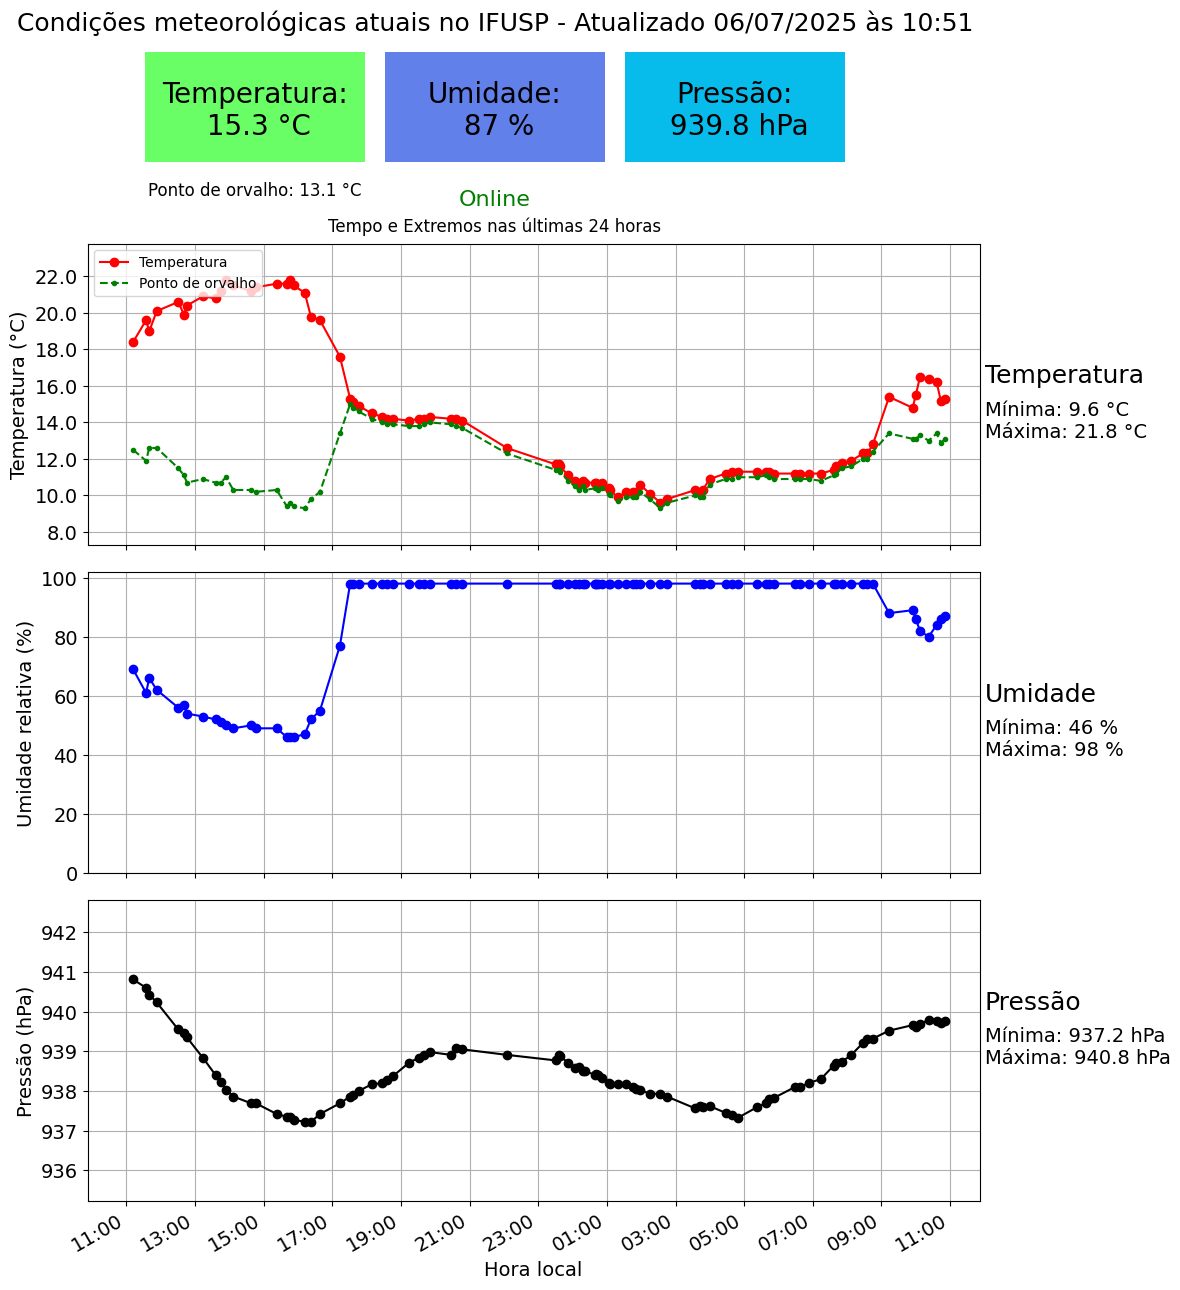 Condições meteorológicas atuais no IFUSP - Atualizado 06/07/2025 às 10:51
Temperatura:
15.3 °C
Umidade:
87 %
Pressão:
939.8 hPa
Ponto de orvalho: 13.1 °C
Online
Tempo e Extremos nas últimas 24 horas
Temperatura
Ponto de orvalho
Temperatura (°C)
22.0
20.0
18.0
16.0
14.0
12.0
10.0
8.0
Temperatura
Mínima: 9.6 °C
Máxima: 21.8 °C
Umidade relativa (%)
100
80
60
40
20
0
Umidade
Mínima: 46 %
Máxima: 98 %
Pressão (hPa)
942
941
940
939
938
937
936
Pressão
Mínima: 937.2 hPa
Máxima: 940.8 hPa
11:00 13:00 15:00 17:00 19:00 21:00 23:00 01:00 03:00 05:00 07:00 09:00 11:00
Hora local